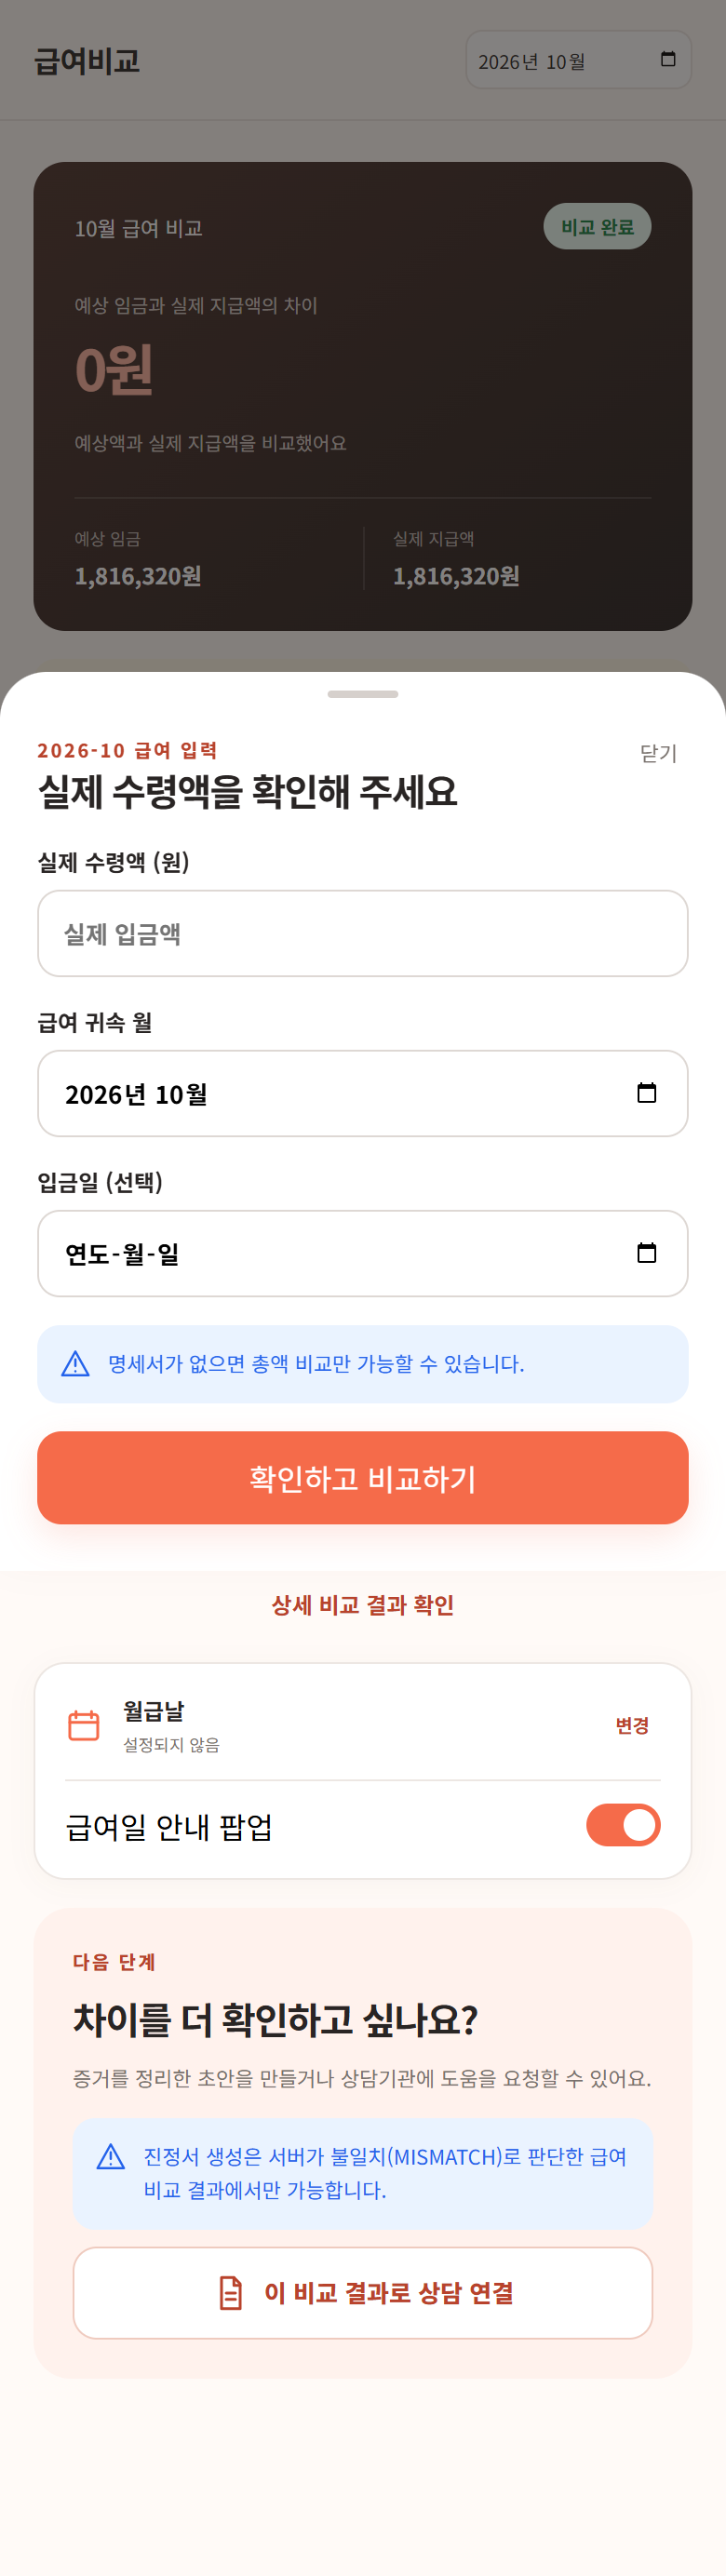 급여비교
2026년 10월
10월 급여 비교
비교 완료
예상 임금과 실제 지급액의 차이
0원
예상액과 실제 지급액을 비교했어요
예상 임금
실제 지급액
1,816,320원
1,816,320원
2026-10 급여 입력
닫기
실제 수령액을 확인해 주세요
실제 수령액 (원)
실제 입금액
급여 귀속 월
2026년 10월
입금일 (선택)
연도-월-일
명세서가 없으면 총액 비교만 가능할 수 있습니다.
확인하고 비교하기
상세 비교 결과 확인
월급날
설정되지 않음
변경
급여일 안내 팝업
다음 단계
차이를 더 확인하고 싶나요?
증거를 정리한 초안을 만들거나 상담기관에 도움을 요청할 수 있어요.
진정서 생성은 서버가 불일치(MISMATCH)로 판단한 급여
비교 결과에서만 가능합니다.
이 비교 결과로 상담 연결